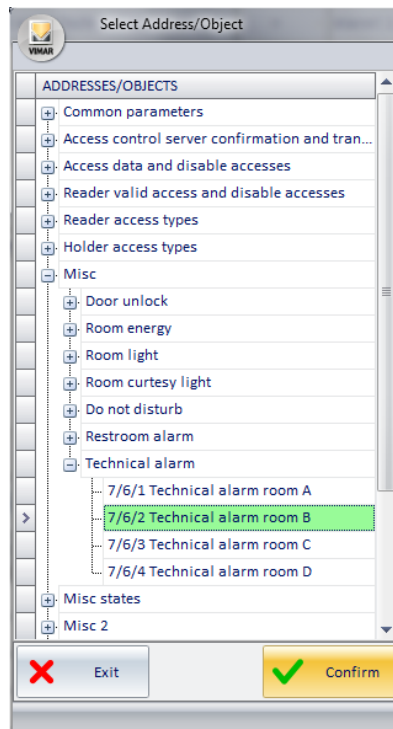 Select Address/Object
VIMAR
ADDRESSES/OBJECTS
Common parameters
Access control server confirmation and tran...
Access data and disable accesses
Reader valid access and disable accesses
Reader access types
Holder access types
Misc
Door unlock
Room energy
Room light
Room curtesy light
Do not disturb
Restroom alarm
Technical alarm
7/6/1 Technical alarm room A
7/6/2 Technical alarm room B
7/6/3 Technical alarm room C
7/6/4 Technical alarm room D
Misc states
Misc 2
Exit
Confirm